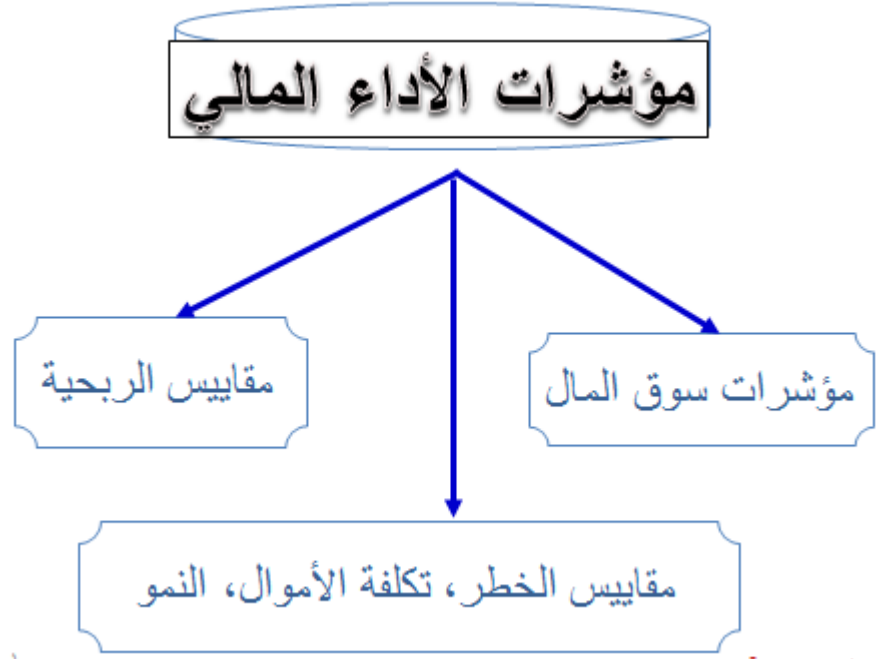 مؤشرات الأداء المالي
مؤشرات سوق المال
مقاييس الربحية
مقاييس الخطر، تكلفة الأموال، النمو